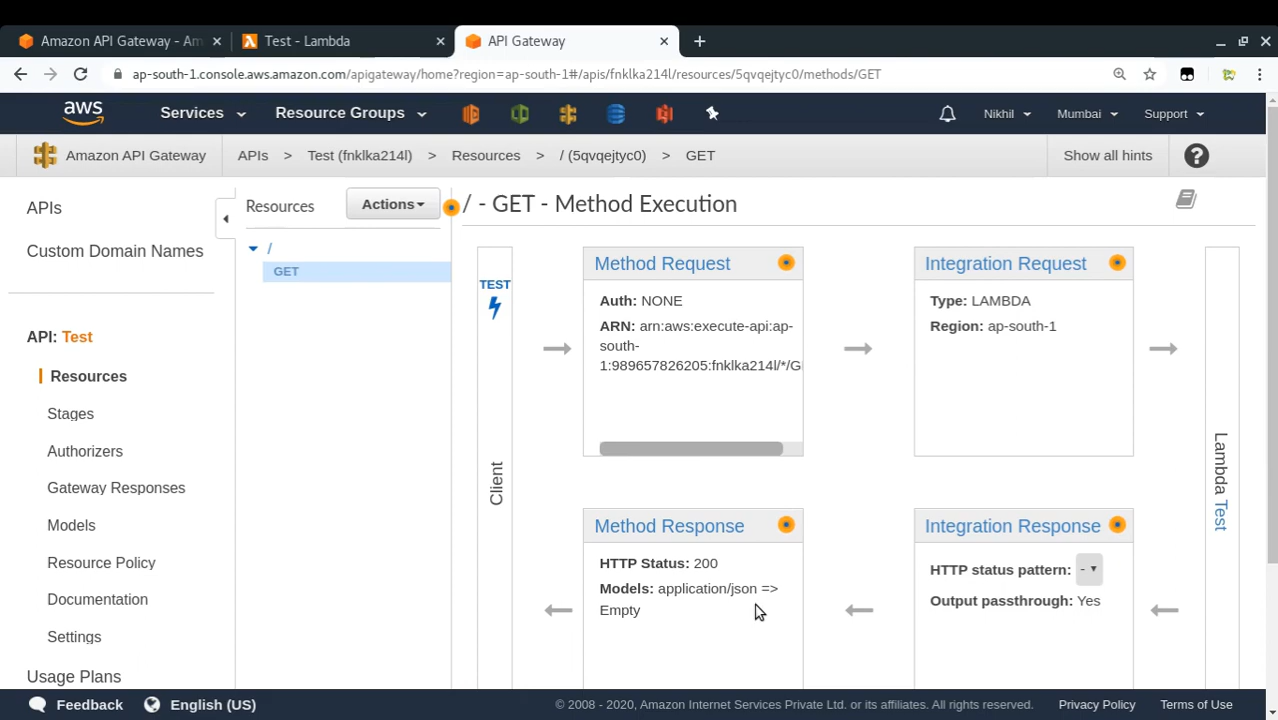 Amazon API Gateway - Am
Test - Lambda
API Gateway
ap-south-1.console.aws.amazon.com/apigateway/home?region=ap-south-1#/apis/fnklka214l/resources/5qvqejtyc0/methods/GET
aws Services Resource Groups Nikhil Mumbai Support
Amazon API Gateway APIs > Test (fnklka214l) > Resources > / (5qvqejtyc0) > GET Show all hints ?
APIs
Custom Domain Names
API: Test
Resources
Stages
Authorizers
Gateway Responses
Models
Resource Policy
Documentation
Settings
Usage Plans
Resources Actions
/
GET
/ - GET - Method Execution
TEST
Client
Method Request
Auth: NONE
ARN: arn:aws:execute-api:ap-
south-
1:989657826205:fnklka214l/*/G
Integration Request
Type: LAMBDA
Region: ap-south-1
Lambda Test
Method Response
HTTP Status: 200
Models: application/json =>
Empty
Integration Response
HTTP status pattern: -
Output passthrough: Yes
Feedback English (US) © 2008 - 2020, Amazon Internet Services Private Ltd. or its affiliates. All rights reserved. Privacy Policy Terms of Use